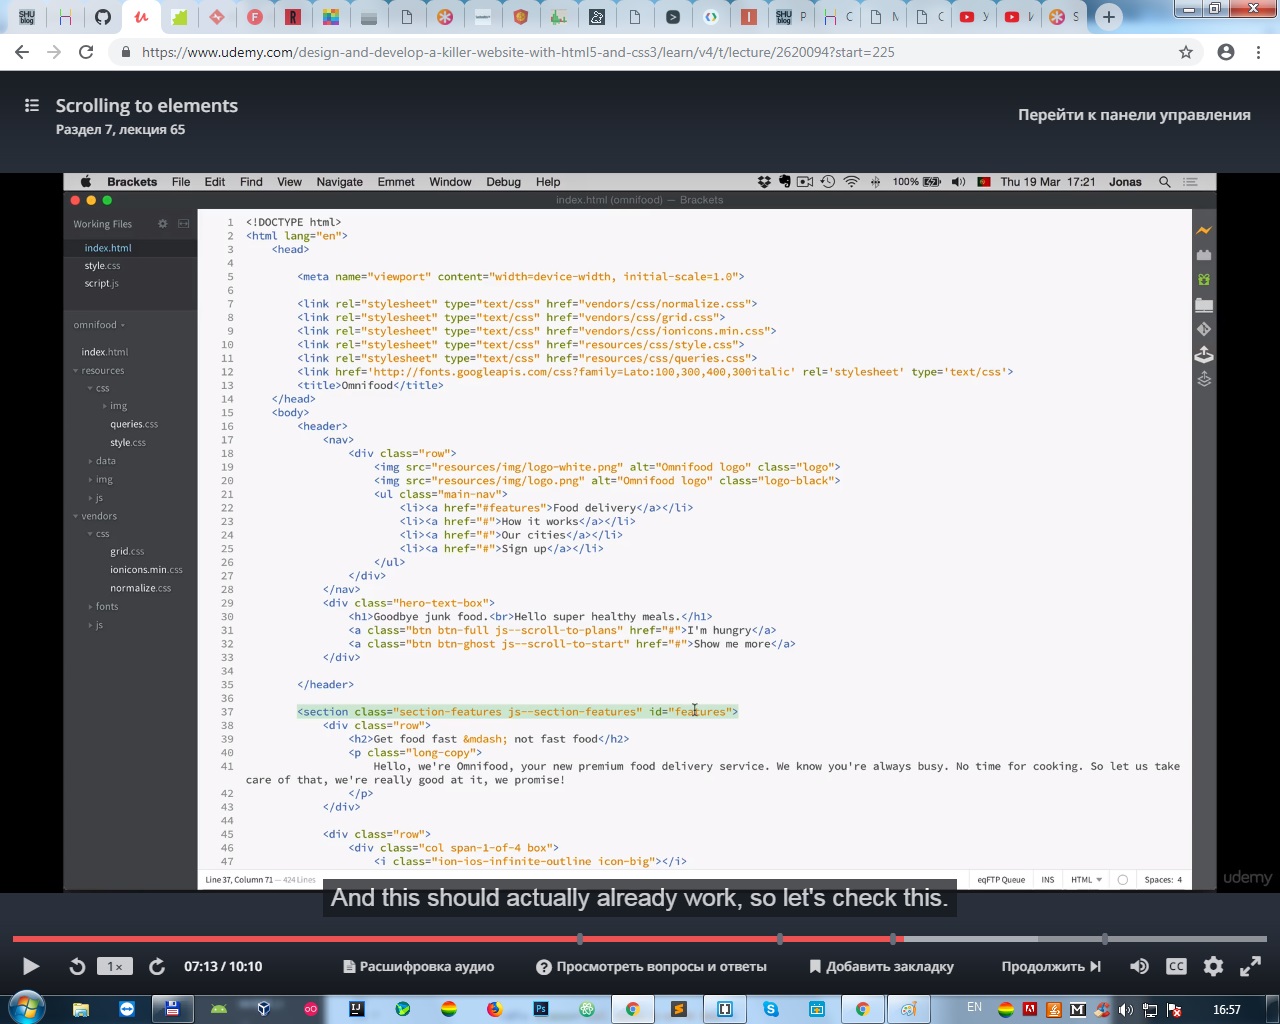 SHU
blog
SHU
blog
P
C
M
C
У
И
S
https://www.udemy.com/design-and-develop-a-killer-website-with-html5-and-css3/learn/v4/t/lecture/2620094?start=225
Scrolling to elements
Раздел 7, лекция 65
Перейти к панели управления
Brackets File Edit Find View Navigate Emmet Window Debug Help
100% Thu 19 Mar 17:21 Jonas
index.html (omnifood) — Brackets
Working Files
index.html
style.css
script.js
omnifood
index.html
resources
css
img
queries.css
style.css
data
img
js
vendors
css
grid.css
ionicons.min.css
normalize.css
fonts
js
1 <!DOCTYPE html>
2 <html lang="en">
3 <head>
4
5 <meta name="viewport" content="width=device-width, initial-scale=1.0">
6
7 <link rel="stylesheet" type="text/css" href="vendors/css/normalize.css">
8 <link rel="stylesheet" type="text/css" href="vendors/css/grid.css">
9 <link rel="stylesheet" type="text/css" href="vendors/css/ionicons.min.css">
10 <link rel="stylesheet" type="text/css" href="resources/css/style.css">
11 <link rel="stylesheet" type="text/css" href="resources/css/queries.css">
12 <link href='http://fonts.googleapis.com/css?family=Lato:100,300,400,300italic' rel='stylesheet' type='text/css'>
13 <title>Omnifood</title>
14 </head>
15 <body>
16 <header>
17 <nav>
18 <div class="row">
19 <img src="resources/img/logo-white.png" alt="Omnifood logo" class="logo">
20 <img src="resources/img/logo.png" alt="Omnifood logo" class="logo-black">
21 <ul class="main-nav">
22 <li><a href="#features">Food delivery</a></li>
23 <li><a href="#">How it works</a></li>
24 <li><a href="#">Our cities</a></li>
25 <li><a href="#">Sign up</a></li>
26 </ul>
27 </div>
28 </nav>
29 <div class="hero-text-box">
30 <h1>Goodbye junk food.<br>Hello super healthy meals.</h1>
31 <a class="btn btn-full js--scroll-to-plans" href="#">I'm hungry</a>
32 <a class="btn btn-ghost js--scroll-to-start" href="#">Show me more</a>
33 </div>
34
35 </header>
36
37 <section class="section-features js--section-features" id="features">
38 <div class="row">
39 <h2>Get food fast &mdash; not fast food</h2>
40 <p class="long-copy">
41 Hello, we're Omnifood, your new premium food delivery service. We know you're always busy. No time for cooking. So let us take
care of that, we're really good at it, we promise!
42 </p>
43 </div>
44
45 <div class="row">
46 <div class="col span-1-of-4 box">
47 <i class="ion-ios-infinite-outline icon-big"></i>
Line 37, Column 71 — 424 Lines
eqFTP Queue INS HTML Spaces: 4
udemy
And this should actually already work, so let's check this.
1× 07:13 / 10:10 Расшифровка аудио Просмотреть вопросы и ответы Добавить закладку Продолжить CC
EN 16:57